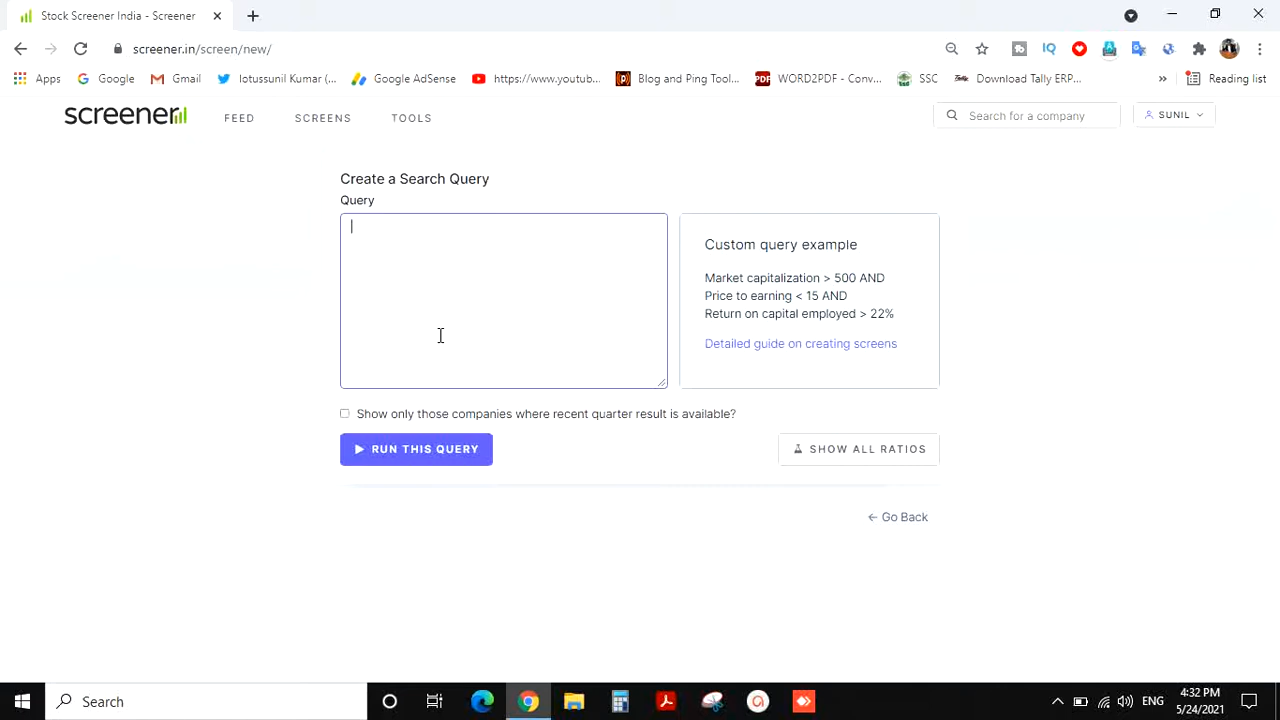 Stock Screener India - Screener
screener.in/screen/new/
Apps
Google
Gmail
lotussunil Kumar (...
Google AdSense
https://www.youtub...
Blog and Ping Tool...
WORD2PDF - Conv...
SSC
Download Tally ERP...
»
Reading list
screener
FEED
SCREENS
TOOLS
Search for a company
SUNIL
Create a Search Query
Query
Custom query example
Market capitalization > 500 AND
Price to earning < 15 AND
Return on capital employed > 22%
Detailed guide on creating screens
Show only those companies where recent quarter result is available?
RUN THIS QUERY
SHOW ALL RATIOS
← Go Back
Search
ENG
4:32 PM
5/24/2021